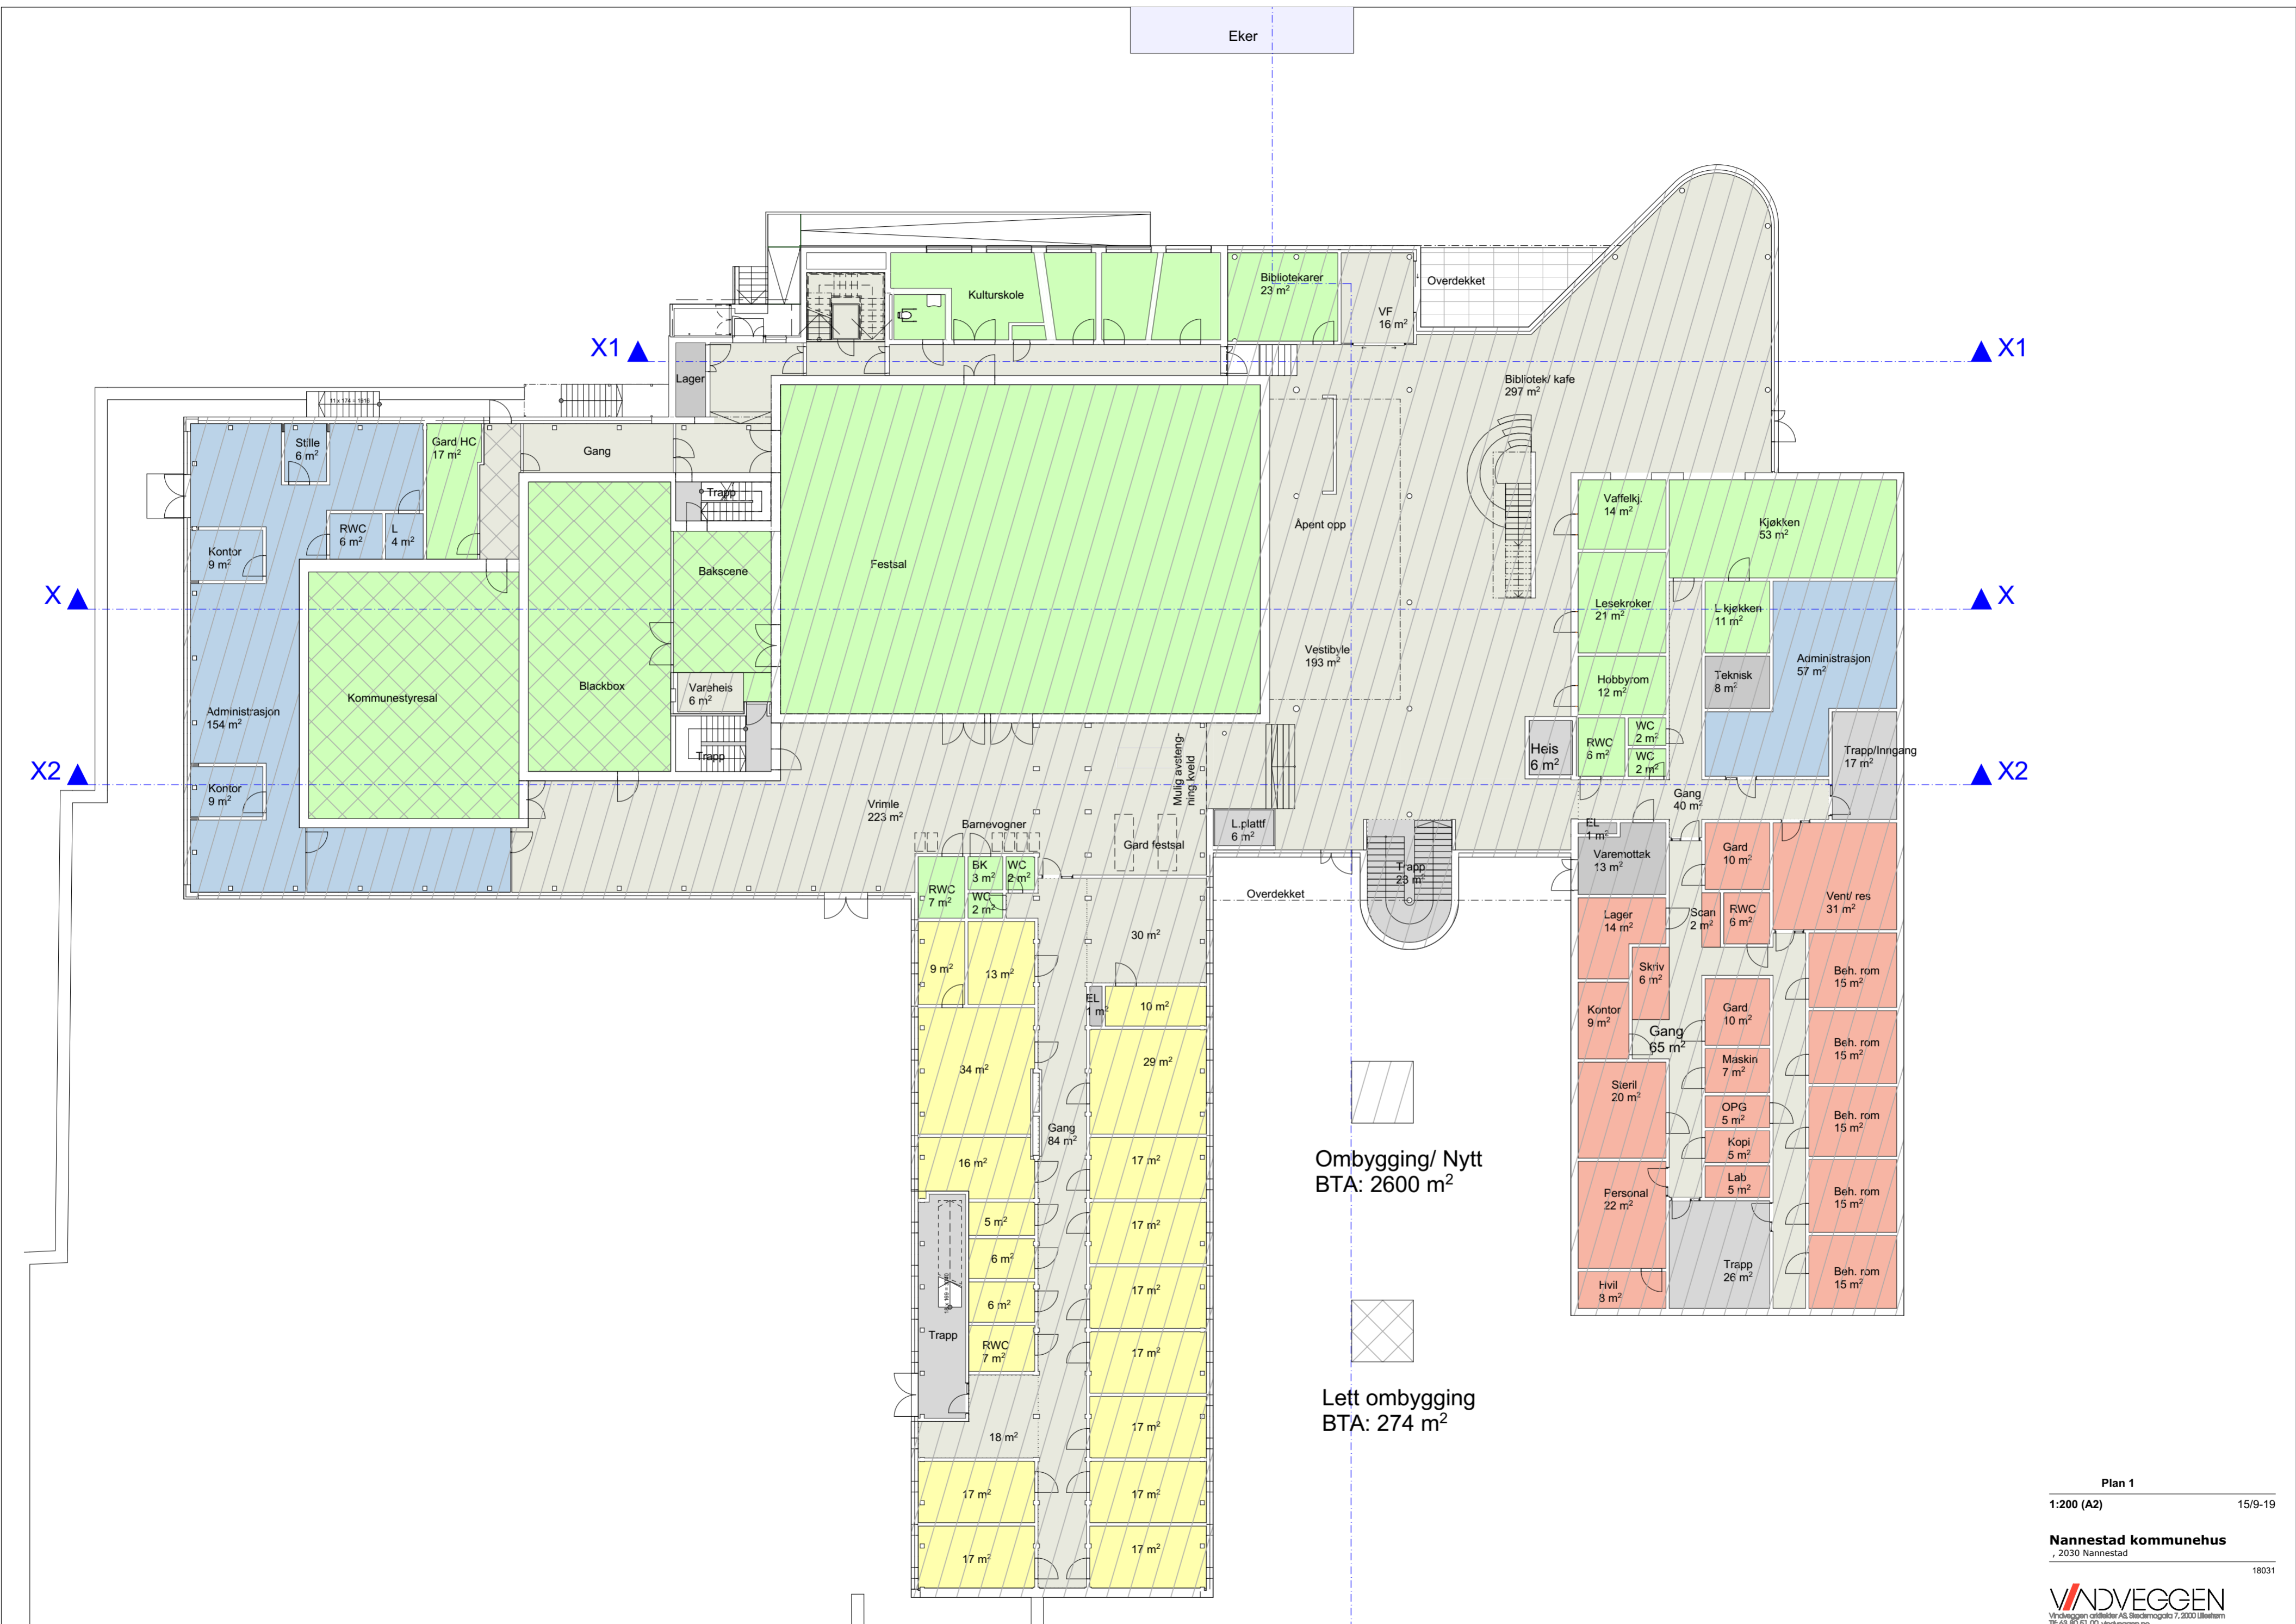 Eker
X1
X1
Bibliotekarer
23 m²
Overdekket
Kulturskole
VF
16 m²
Lager
Bibliotek/ kafe
297 m²
11 x 174 = 1916
Stille
6 m²
Gard HC
17 m²
Gang
Trapp
Vaffelkj.
14 m²
Kjøkken
53 m²
RWC
6 m²
L
4 m²
Kontor
9 m²
Åpent opp
Bakscene
Festsal
X
X
Lesekroker
21 m²
L kjøkken
11 m²
Vestibyle
193 m²
Administrasjon
57 m²
Kommunestyresal
Blackbox
Vareheis
6 m²
Hobbyrom
12 m²
Teknisk
8 m²
Administrasjon
154 m²
Trapp
Mulig avsteng-
ning kveld
Heis
6 m²
RWC
6 m²
WC
2 m²
WC
2 m²
Trapp/Inngang
17 m²
X2
X2
Kontor
9 m²
Vrimle
223 m²
Barnevogner
L.plattf
6 m²
Gang
40 m²
Gard festsal
EL
1 m²
Varemottak
13 m²
Gard
10 m²
RWC
7 m²
BK
3 m²
WC
2 m²
WC
2 m²
Trapp
23 m²
Overdekket
Vent/ res
31 m²
Lager
14 m²
Scan
2 m²
RWC
6 m²
30 m²
9 m²
13 m²
Skriv
6 m²
Beh. rom
15 m²
EL
1 m²
10 m²
Kontor
9 m²
Gard
10 m²
Gang
65 m²
Beh. rom
15 m²
34 m²
29 m²
Maskin
7 m²
Steril
20 m²
OPG
5 m²
Beh. rom
15 m²
Gang
84 m²
Kopi
5 m²
16 m²
17 m²
Ombygging/ Nytt
BTA: 2600 m²
Lab
5 m²
Personal
22 m²
Beh. rom
15 m²
5 m²
17 m²
6 m²
Trapp
26 m²
Beh. rom
15 m²
Hvil
8 m²
17 m²
6 m²
Trapp
RWC
7 m²
17 m²
Lett ombygging
BTA: 274 m²
18 m²
17 m²
17 m²
17 m²
17 m²
17 m²
Plan 1
1:200 (A2) 15/9-19
Nannestad kommunehus
, 2030 Nannestad
18031
VINDVEGGEN
Vindveggen arkitekter AS, Skedsmogata 7, 2000 Lillestrøm